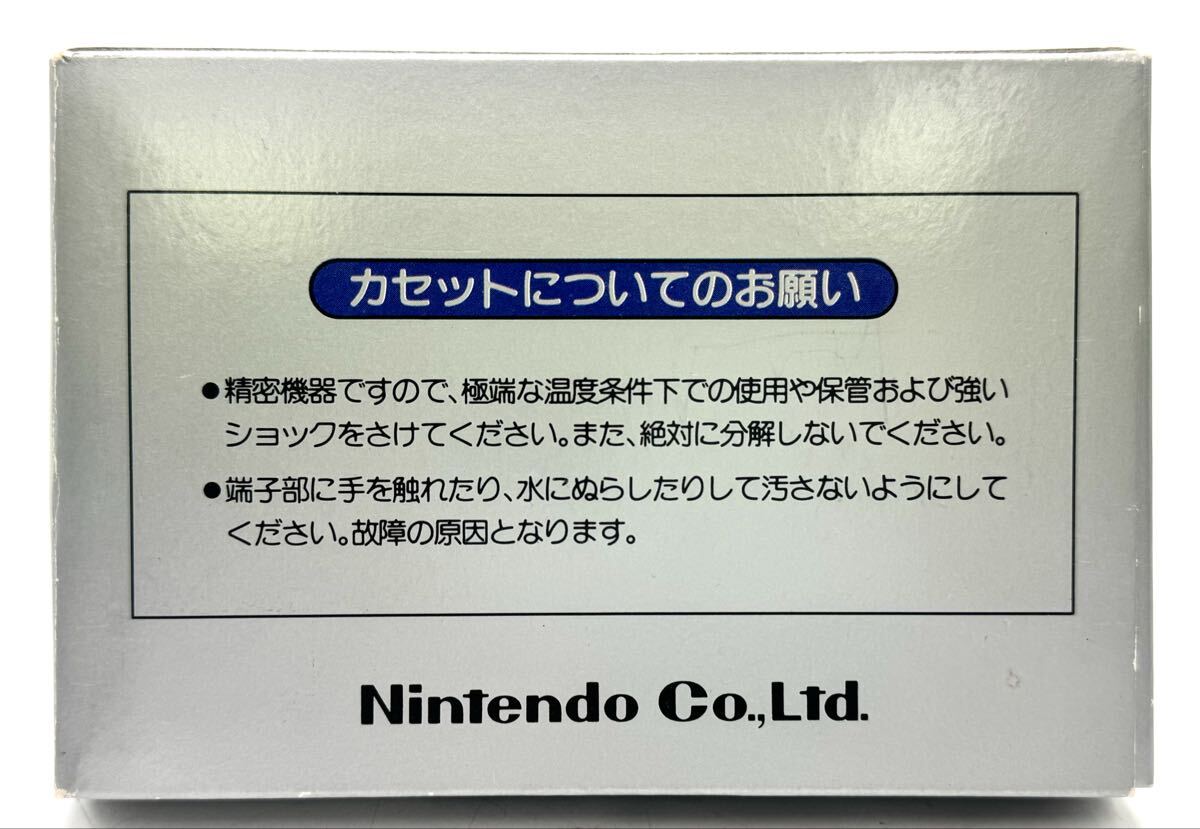 カセットについてのお願い
●精密機器ですので、極端な温度条件下での使用や保管および強い
ショックをさけてください。また、絶対に分解しないでください。
●端子部に手を触れたり、水にぬらしたりして汚さないようにして
ください。故障の原因となります。
Nintendo Co.,Ltd.